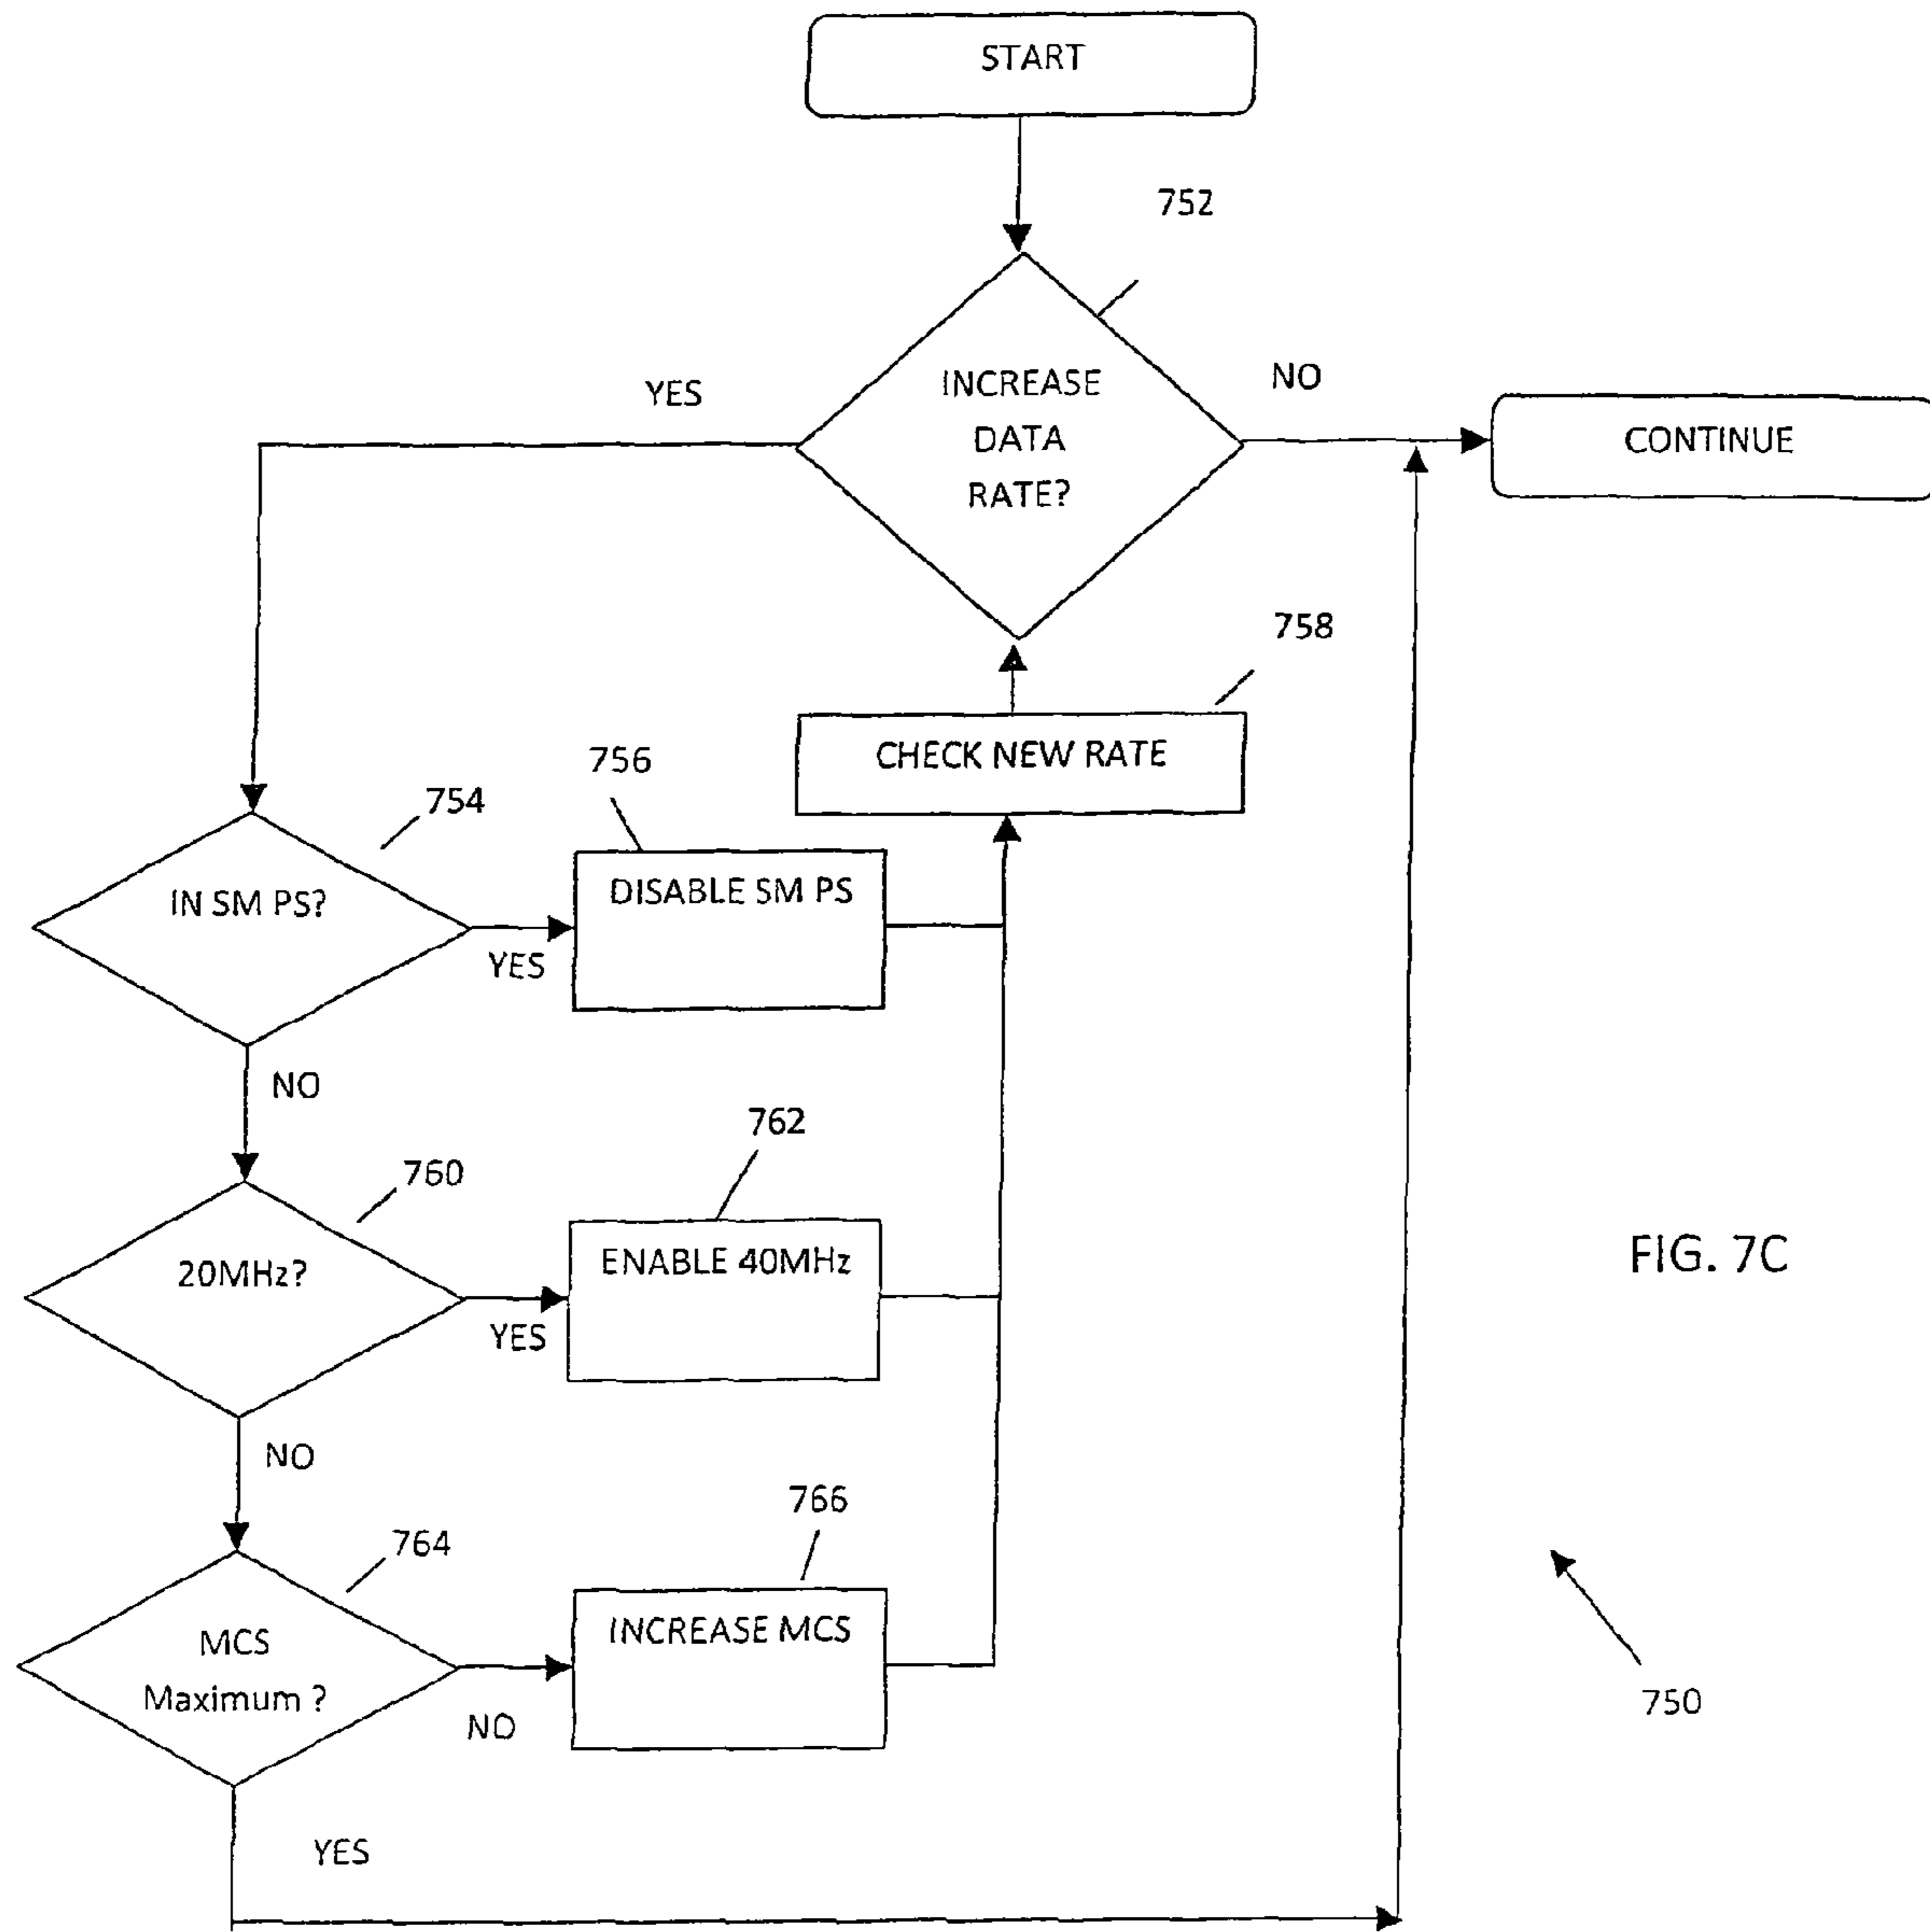 START
752
INCREASE
DATA
RATE?
YES
NO
CONTINUE
758
CHECK NEW RATE
754
756
IN SM PS?
YES
DISABLE SM PS
NO
760
762
20MHz?
YES
ENABLE 40MHz
NO
764
766
MCS
Maximum ?
NO
INCREASE MCS
YES
FIG. 7C
750